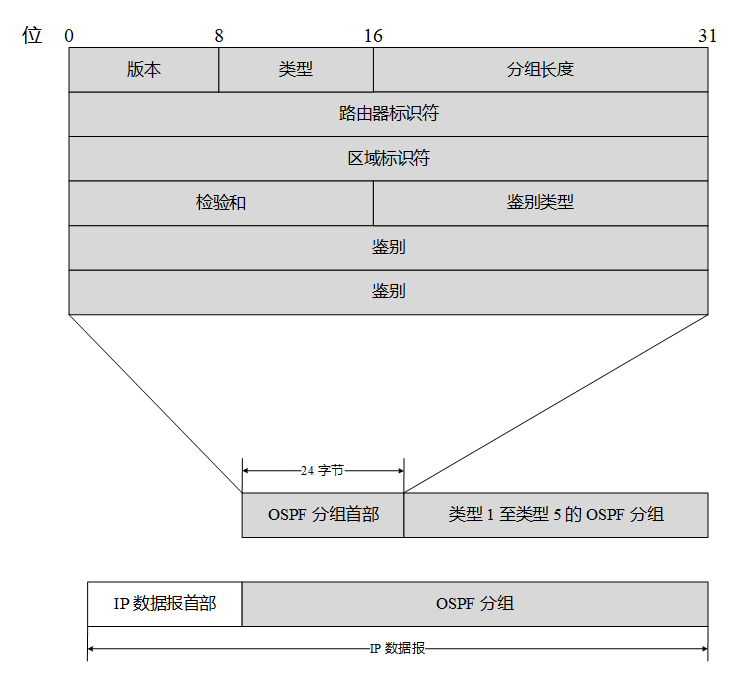 位 0 8 16 31
版本 类型 分组长度
路由器标识符
区域标识符
检验和 鉴别类型
鉴别
鉴别
24 字节
OSPF 分组首部 类型 1 至类型 5 的 OSPF 分组
IP 数据报首部 OSPF 分组
IP 数据报